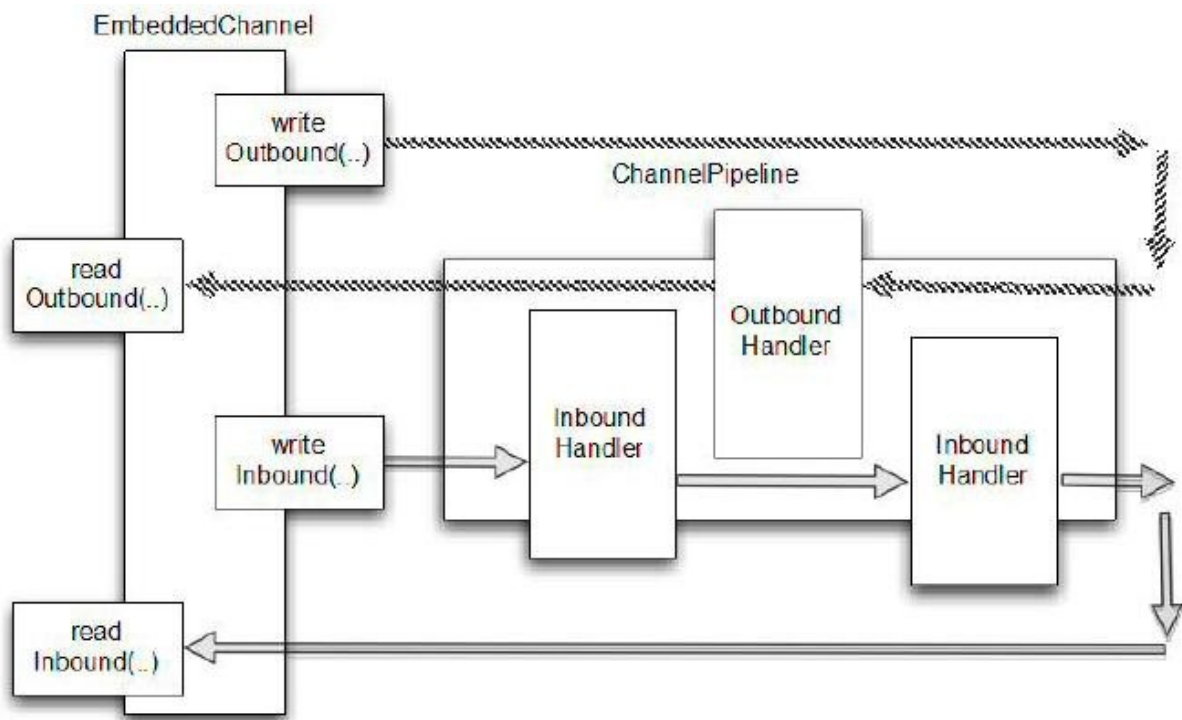 EmbeddedChannel
write
Outbound(..)
ChannelPipeline
read
Outbound(..)
Outbound
Handler
Inbound
Handler
write
Inbound(..)
Inbound
Handler
read
Inbound(..)